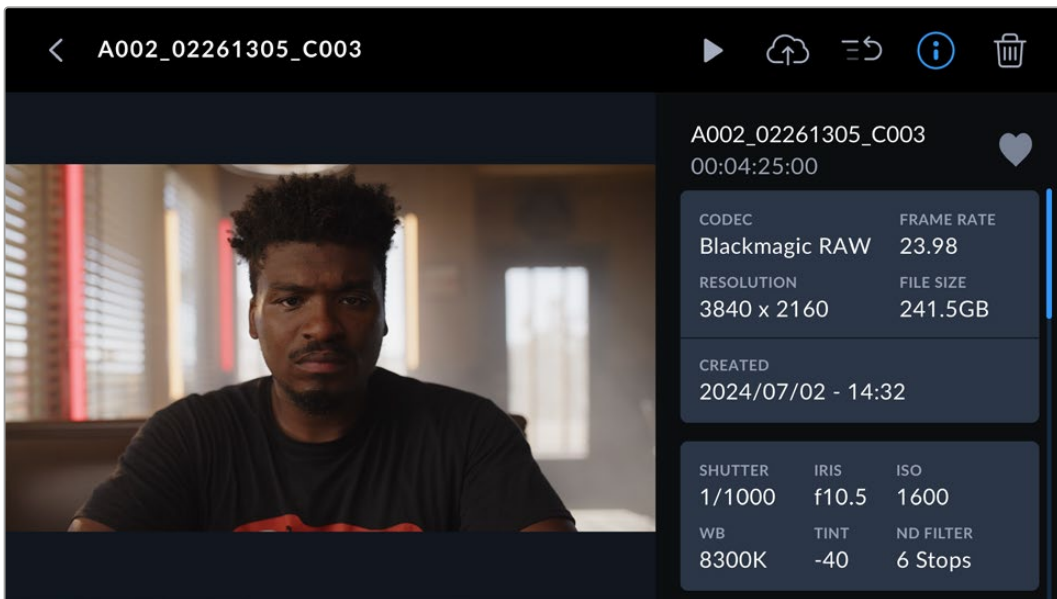 A002_02261305_C003
A002_02261305_C003
00:04:25:00
CODEC FRAME RATE
Blackmagic RAW 23.98
RESOLUTION FILE SIZE
3840 x 2160 241.5GB
CREATED
2024/07/02 - 14:32
SHUTTER IRIS ISO
1/1000 f10.5 1600
WB TINT ND FILTER
8300K -40 6 Stops